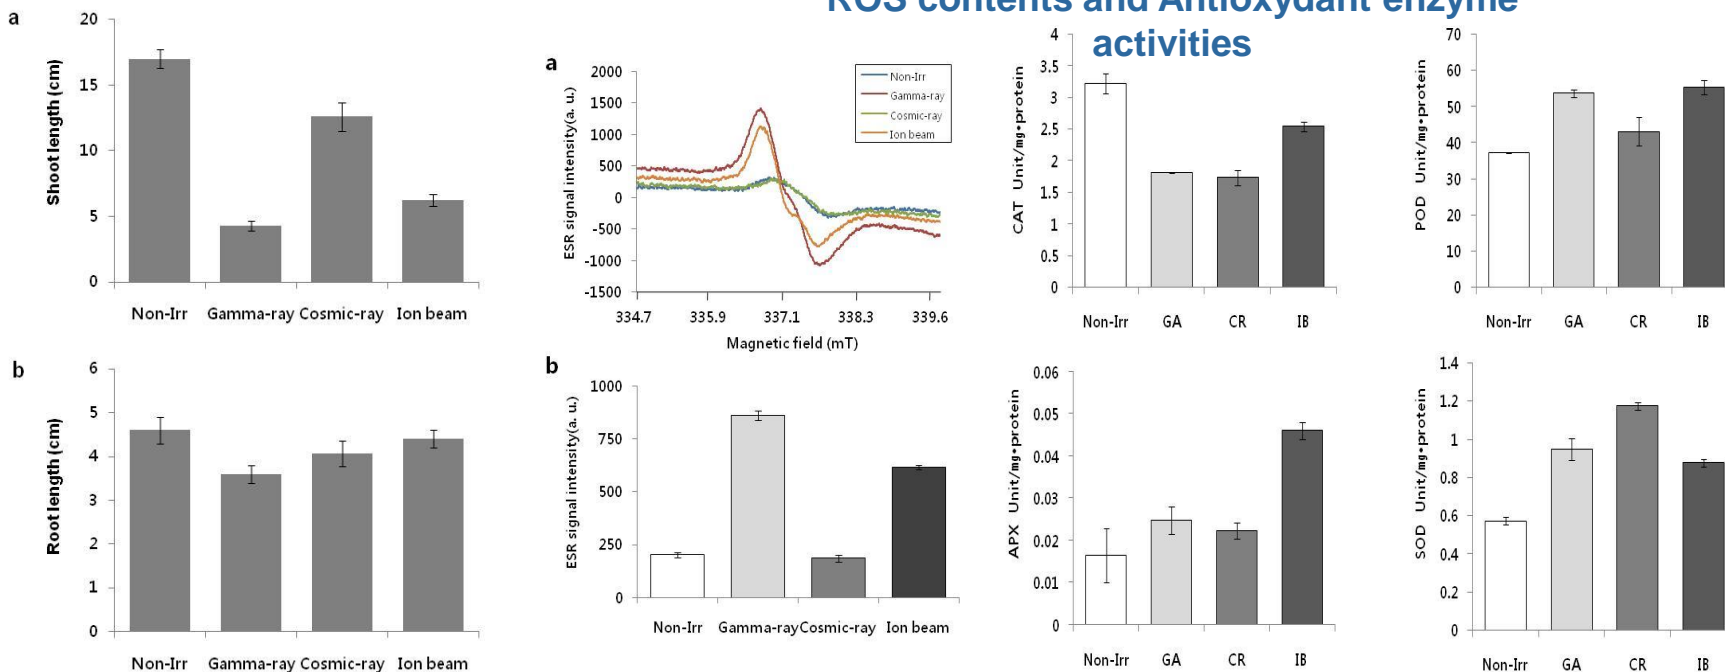 ROS contents and Antioxydant enzyme
activities
a
Shoot length (cm)
20
15
10
5
0
Non-Irr Gamma-ray Cosmic-ray Ion beam
b
Root length (cm)
6
5
4
3
2
1
0
Non-Irr Gamma-ray Cosmic-ray Ion beam
a
ESR signal intensity(a. u.)
2000
1500
1000
500
0
-500
-1000
-1500
Non-Irr
Gamma-ray
Cosmic-ray
Ion beam
334.7 335.9 337.1 338.3 339.6
Magnetic field (mT)
b
ESR signal intensity(a. u.)
1000
750
500
250
0
Non-Irr Gamma-ray Cosmic-ray Ion beam
CAT Unit/mg•protein
4
3.5
3
2.5
2
1.5
1
0.5
0
Non-Irr GA CR IB
POD Unit/mg•protein
70
60
50
40
30
20
10
0
Non-Irr GA CR IB
APX Unit/mg•protein
0.06
0.05
0.04
0.03
0.02
0.01
0
Non-Irr GA CR IB
SOD Unit/mg•protein
1.4
1.2
1
0.8
0.6
0.4
0.2
0
Non-Irr GA CR IB